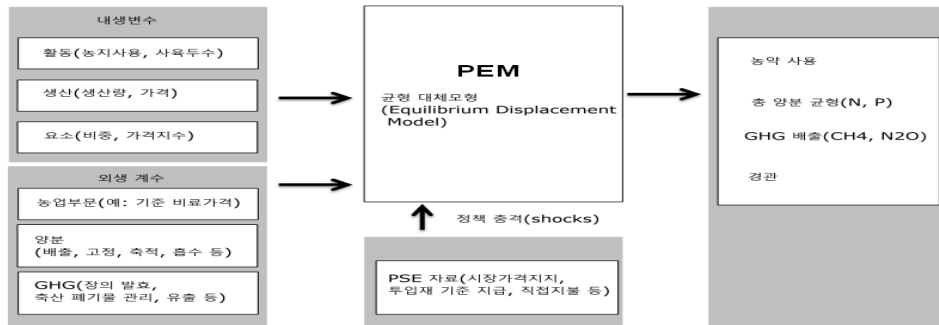 내생변수
활동(농지사용, 사육두수)
생산(생산량, 가격)
요소(비중, 가격지수)
외생 계수
농업부문(예: 기준 비료가격)
양분
(배출, 고정, 축적, 흡수 등)
GHG(장의 발효,
축산 폐기물 관리, 유출 등)
PEM
균형 대체모형
(Equilibrium Displacement
Model)
정책 충격(shocks)
PSE 자료(시장가격지지,
투입재 기준 지급, 직접지불 등)
농약 사용
총 양분 균형(N, P)
GHG 배출(CH4, N2O)
경관